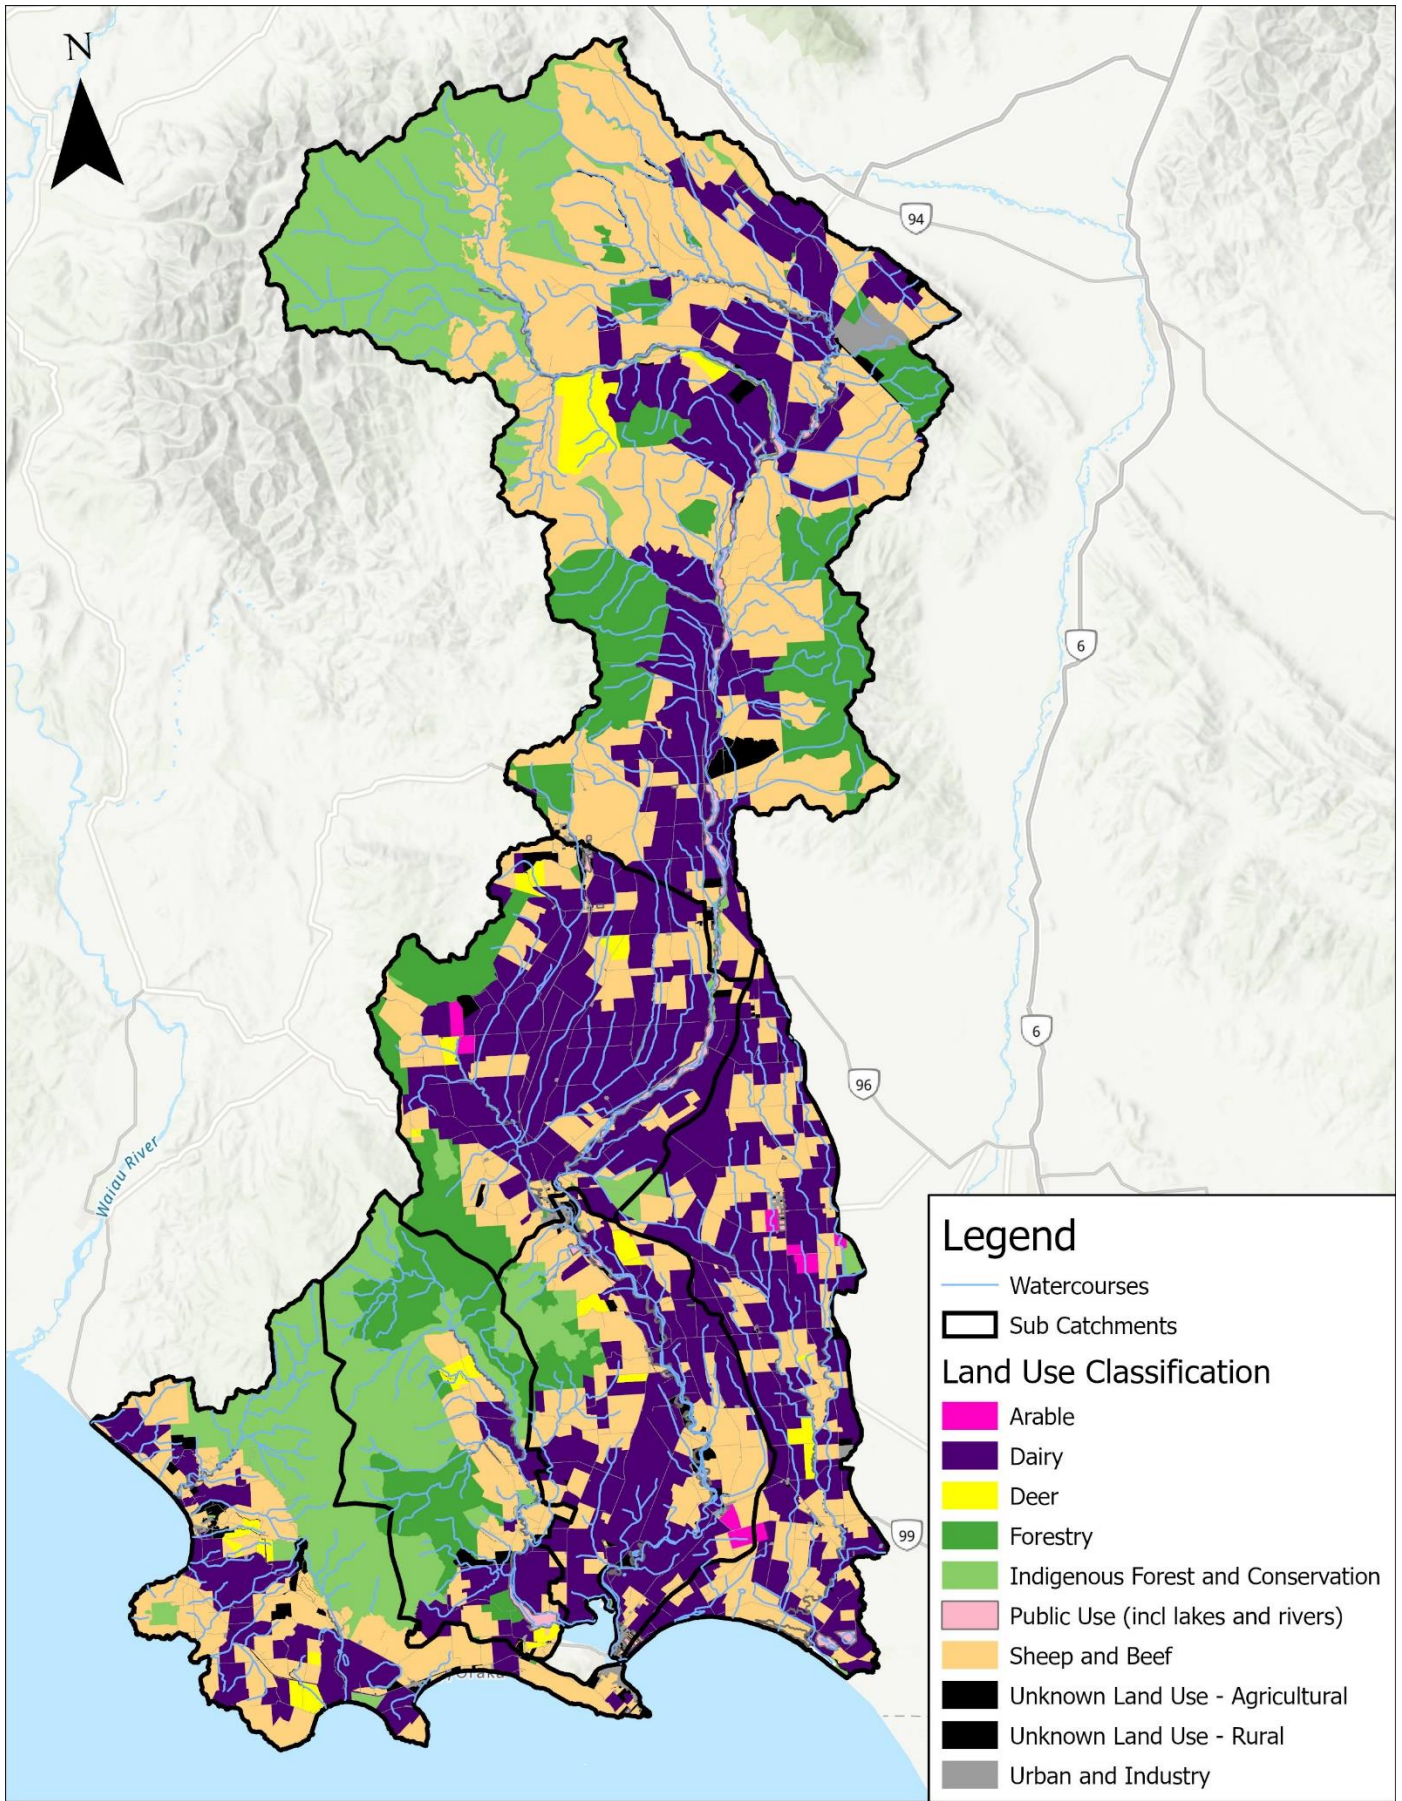 N
94
6
6
96
Waiau River
Legend
Watercourses
Sub Catchments
Land Use Classification
Arable
Dairy
Deer
Forestry
99
Indigenous Forest and Conservation
Public Use (incl lakes and rivers)
Sheep and Beef
Unknown Land Use - Agricultural
Unknown Land Use - Rural
Urban and Industry